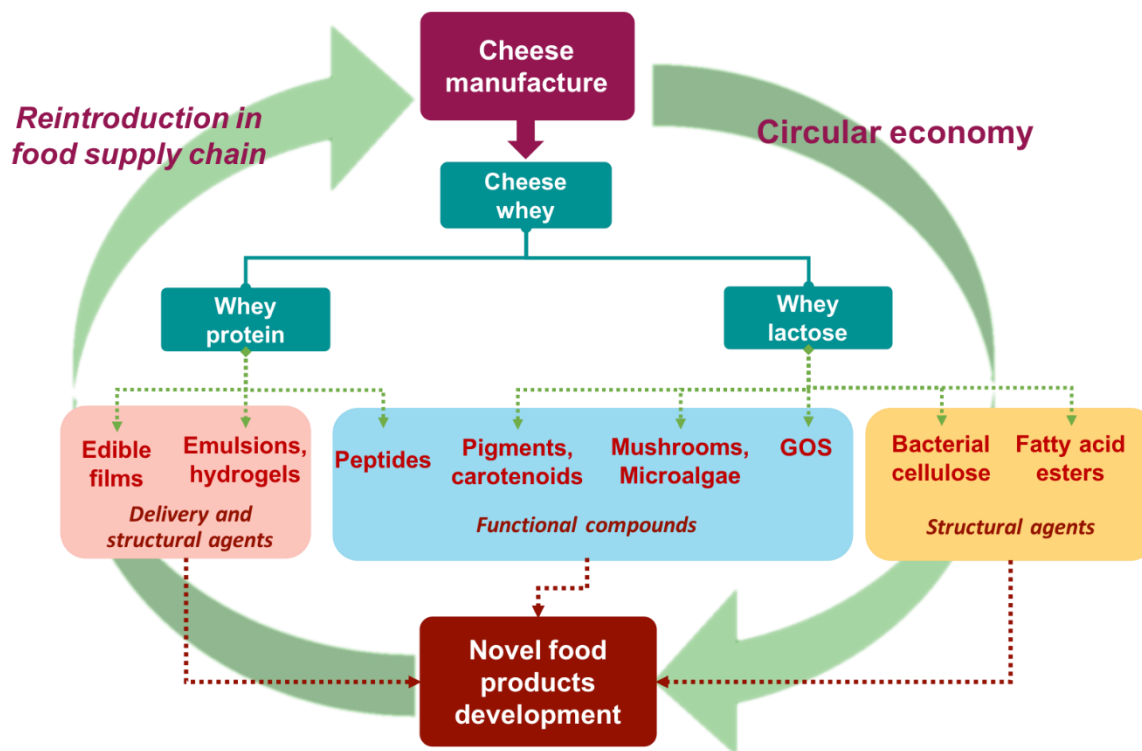 Cheese
manufacture
Reintroduction in
food supply chain
Circular economy
Cheese
whey
Whey
protein
Whey
lactose
Edible
films
Emulsions,
hydrogels
Delivery and
structural agents
Peptides
Pigments,
carotenoids
Mushrooms,
Microalgae
GOS
Functional compounds
Bacterial
cellulose
Fatty acid
esters
Structural agents
Novel food
products
development